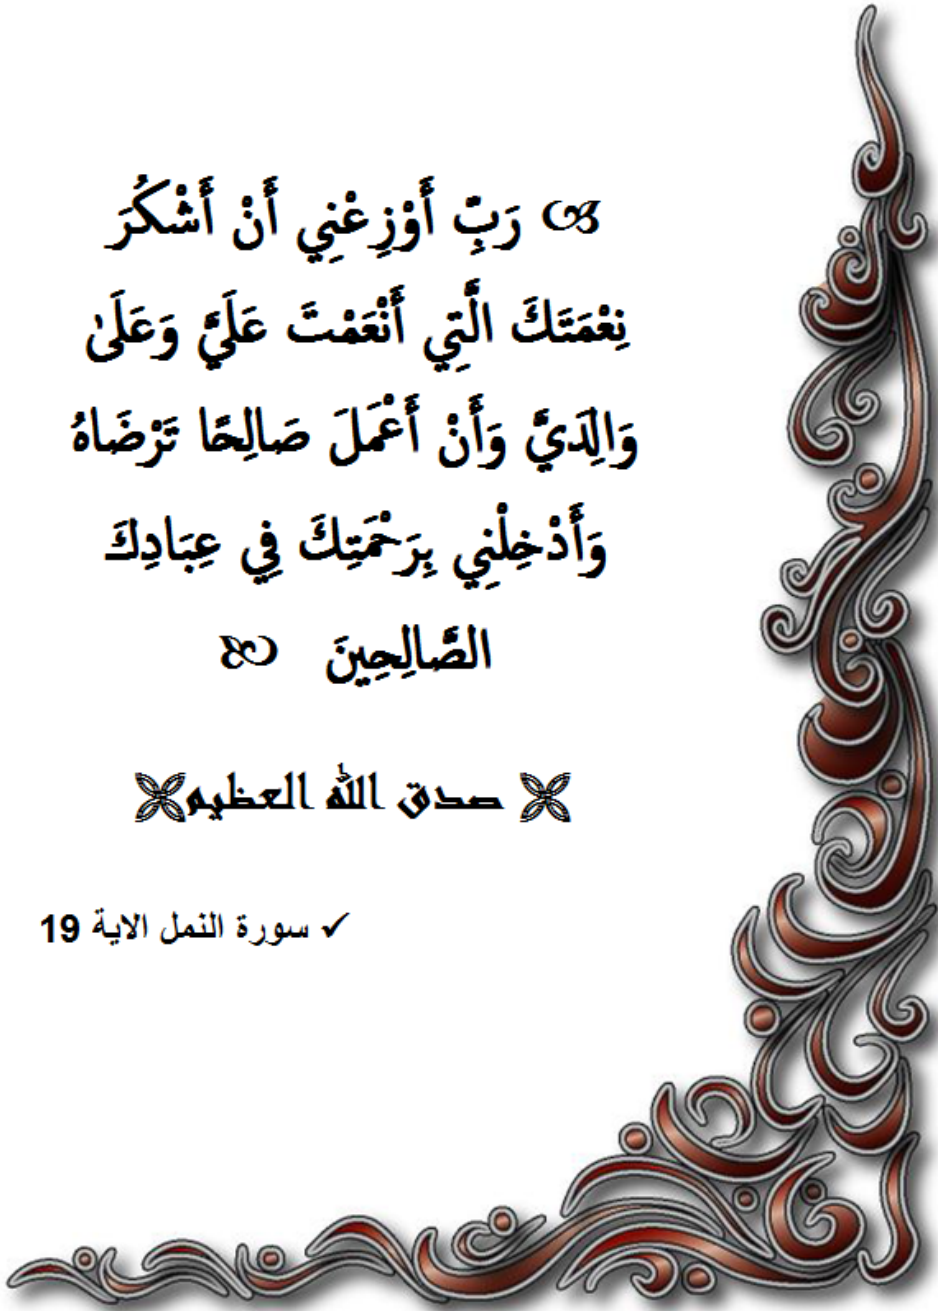 رَبِّ أَوْزِعْنِي أَنْ أَشْكُرَ
نِعْمَتَكَ الَّتِي أَنْعَمْتَ عَلَيَّ وَعَلَىٰ
وَالِدَيَّ وَأَنْ أَعْمَلَ صَالِحًا تَرْضَاهُ
وَأَدْخِلْنِي بِرَحْمَتِكَ فِي عِبَادِكَ
الصَّالِحِينَ
صدق الله العظيم
✓ سورة النمل الاية 19